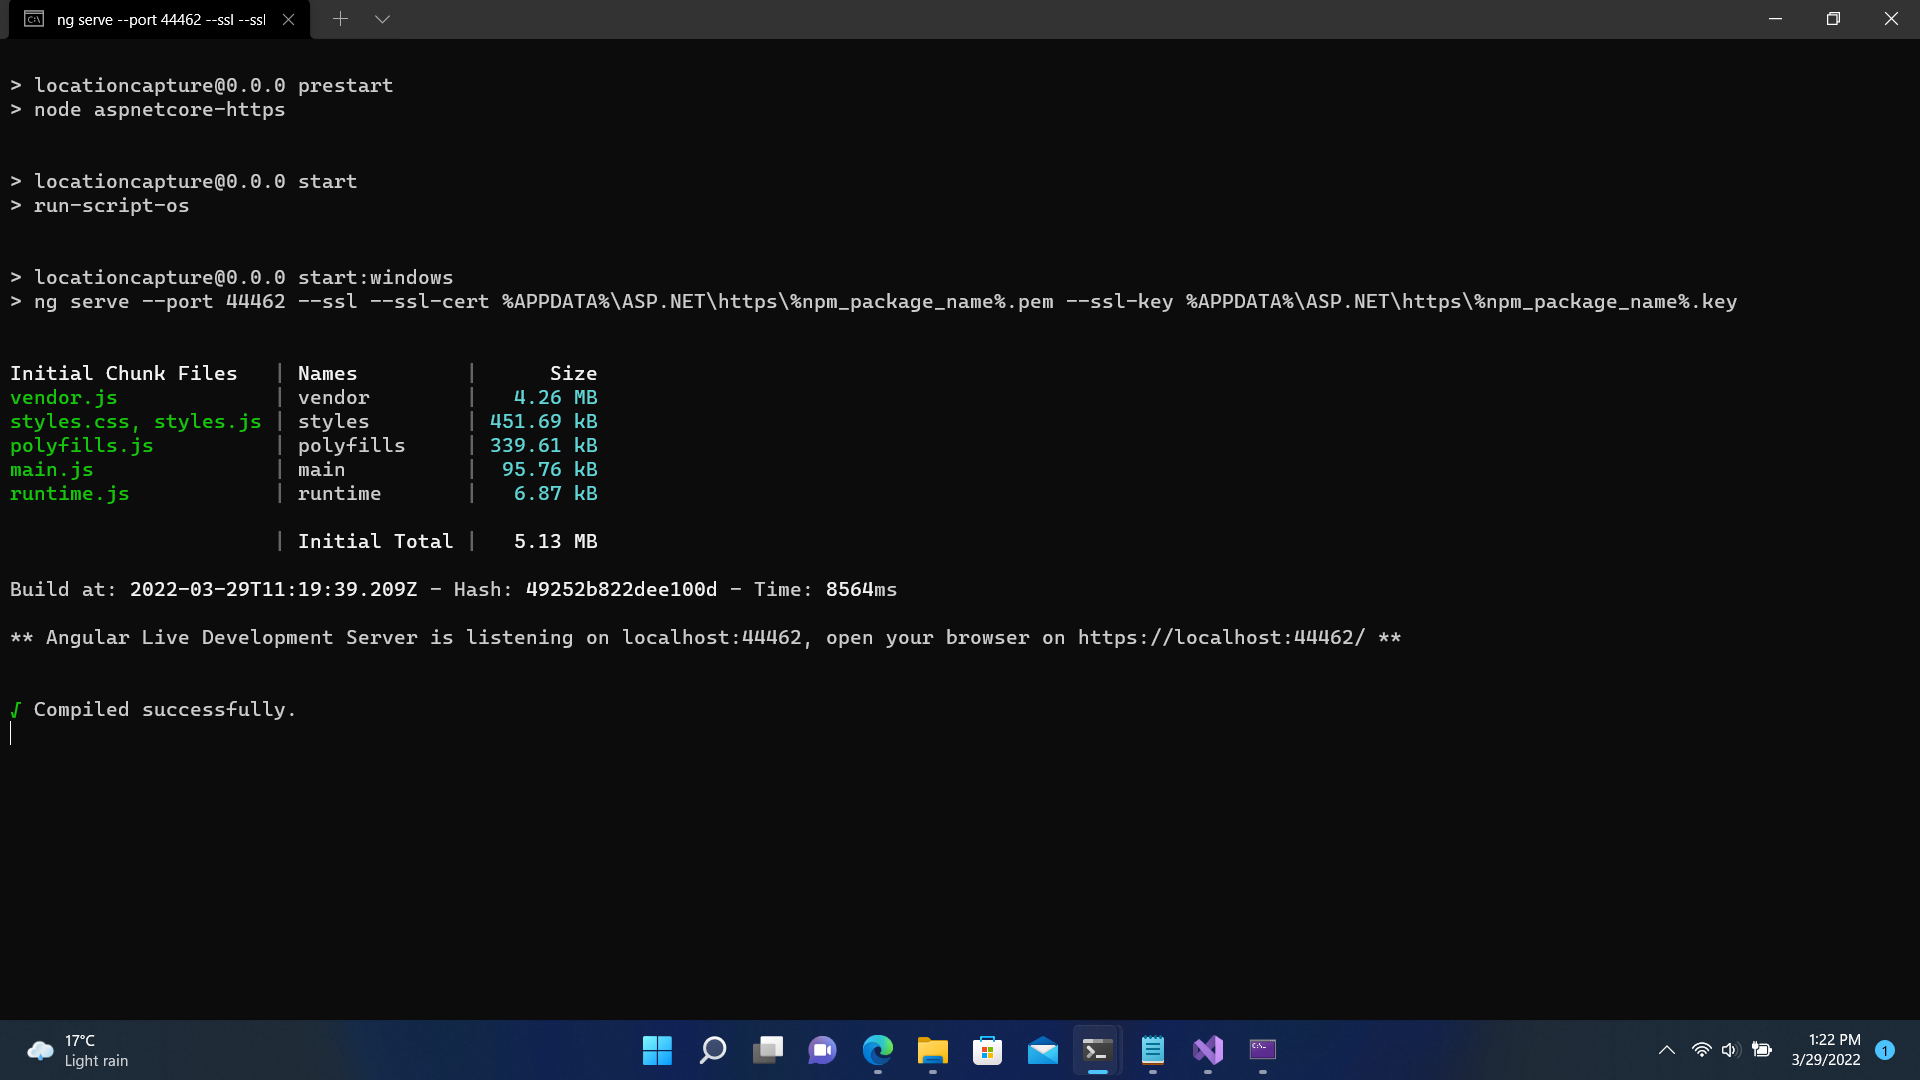 ng serve --port 44462 --ssl --ssl
> locationcapture@0.0.0 prestart
> node aspnetcore-https
> locationcapture@0.0.0 start
> run-script-os
> locationcapture@0.0.0 start:windows
> ng serve --port 44462 --ssl --ssl-cert %APPDATA%\ASP.NET\https\%npm_package_name%.pem --ssl-key %APPDATA%\ASP.NET\https\%npm_package_name%.key
Initial Chunk Files | Names | Size
vendor.js | vendor | 4.26 MB
styles.css, styles.js | styles | 451.69 kB
polyfills.js | polyfills | 339.61 kB
main.js | main | 95.76 kB
runtime.js | runtime | 6.87 kB
| Initial Total | 5.13 MB
Build at: 2022-03-29T11:19:39.209Z - Hash: 49252b822dee100d - Time: 8564ms
** Angular Live Development Server is listening on localhost:44462, open your browser on https://localhost:44462/ **
√ Compiled successfully.
17°C
Light rain
1:22 PM
3/29/2022
1